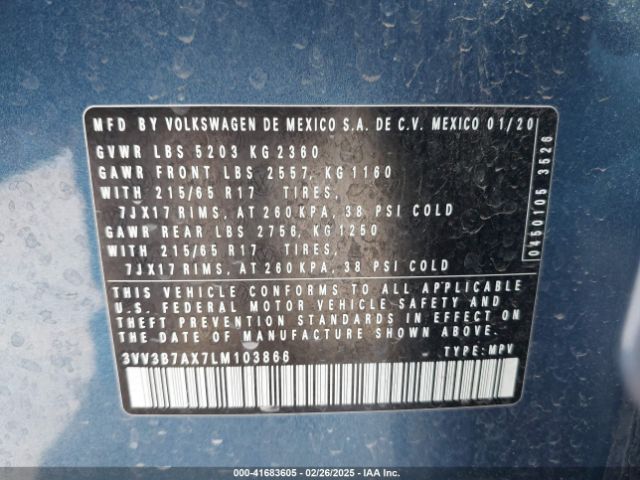 MFD BY VOLKSWAGEN DE MEXICO S.A. DE C.V. MEXICO 01/20
GVWR LBS 5203 KG 2360
GAWR FRONT LBS 2557, KG 1160
WITH 215/65 R17 TIRES,
7JX17 RIMS, AT 260 KPA, 38 PSI COLD
GAWR REAR LBS 2756, KG 1250
WITH 215/65 R17 TIRES,
7JX17 RIMS, AT 260 KPA, 38 PSI COLD
0450105 3526
THIS VEHICLE CONFORMS TO ALL APPLICABLE
U.S. FEDERAL MOTOR VEHICLE SAFETY AND
THEFT PREVENTION STANDARDS IN EFFECT ON
THE DATE OF MANUFACTURE SHOWN ABOVE.
3VV3B7AX7LM103866 TYPE: MPV
000-41683605 - 02/26/2025 - IAA Inc.